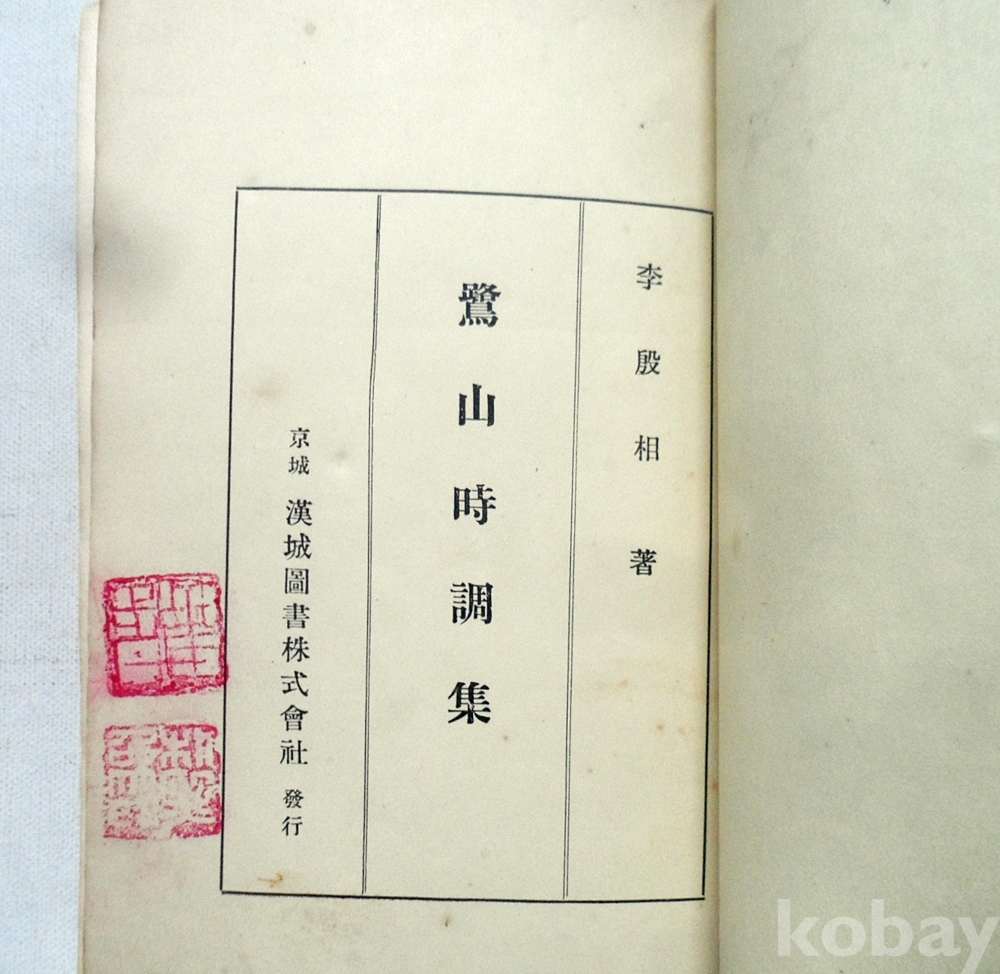 李殷相 著
鷺山時調集
京城 漢城圖書株式會社 發行
kobay